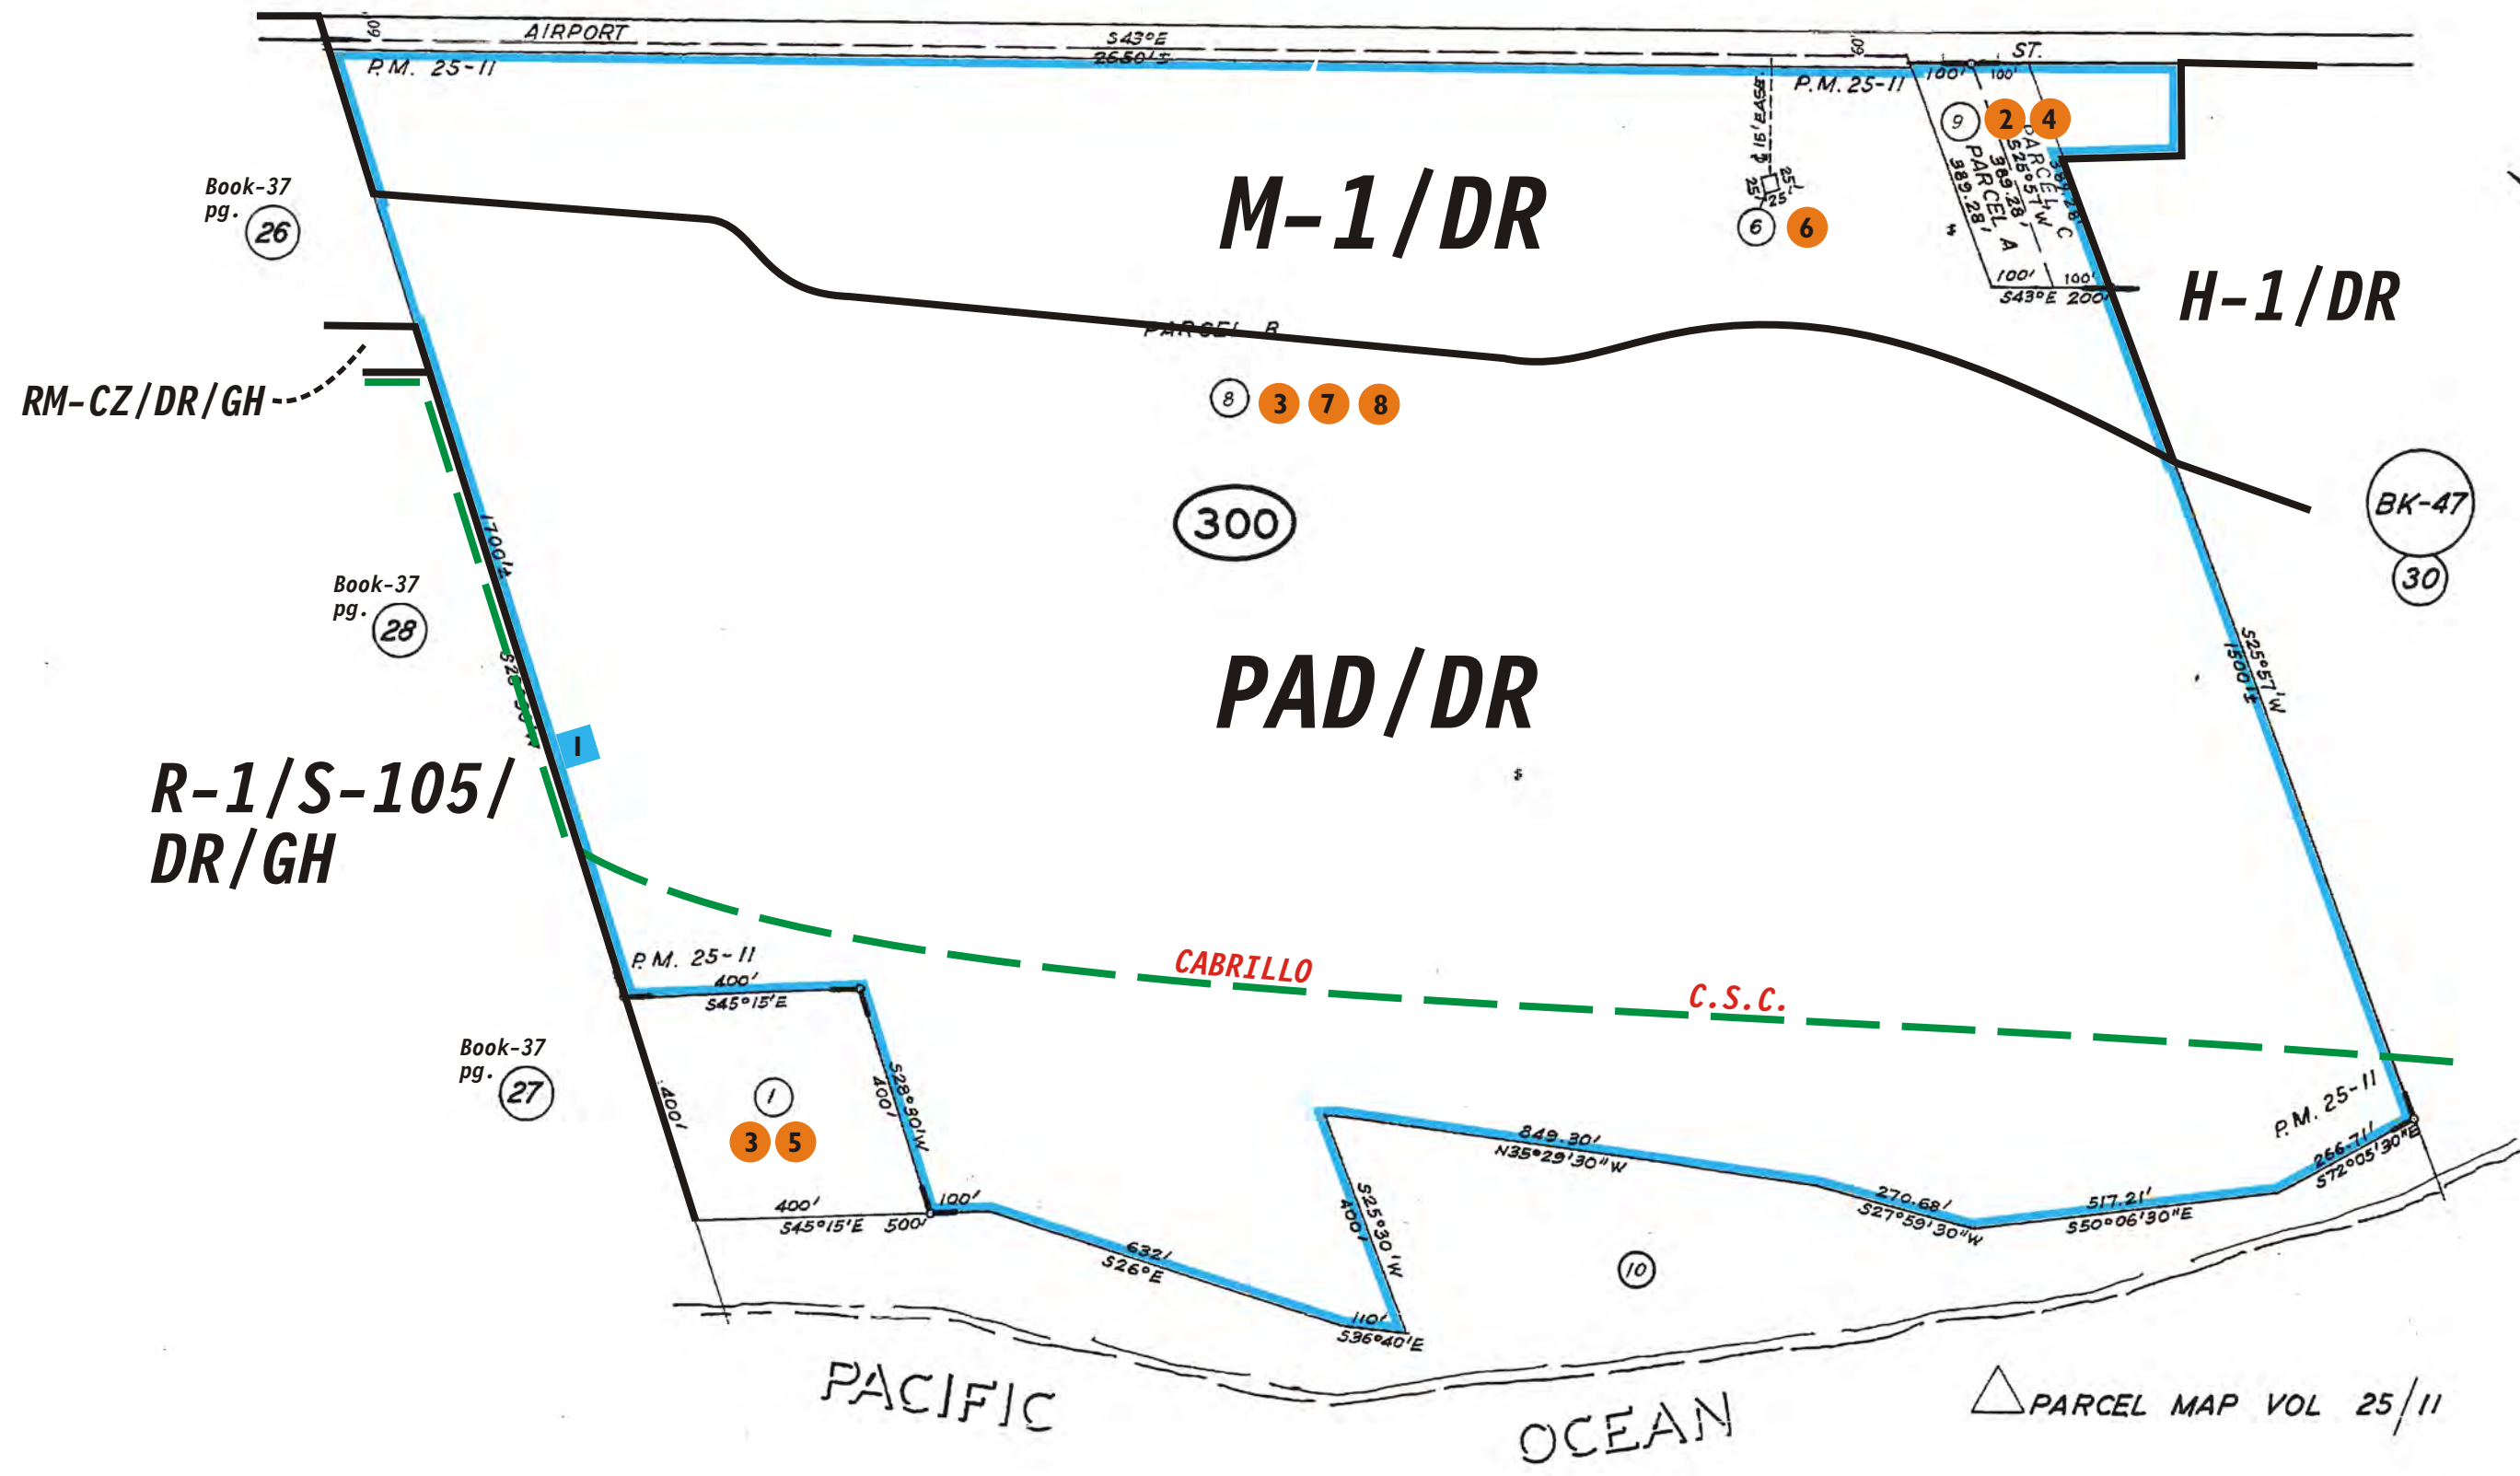 60'
AIRPORT
S43°E
2550'±
60'
ST.
P.M. 25-11
P.M. 25-11
100'
100'
¢ 15' EASE.
9
2
4
PARCEL C
S25°57'W
389.28'
PARCEL A
389.28'
389.28'
Book-37
pg.
26
M-1/DR
25'
25'
25'
6
6
100'
100'
S43°E 200'
H-1/DR
PARCEL B
RM-CZ/DR/GH
8
3
7
8
300
BK-47
30
1700'±
Book-37
pg.
28
PAD/DR
S25°57'W
1500'±
I
R-1/S-105/
DR/GH
P.M. 25-11
400'
S45°15'E
CABRILLO
C.S.C.
Book-37
pg.
27
400'
1
3
5
S28°30'W
400'
P.M. 25-11
266.71'
S72°05'30"E
849.30'
N35°29'30"W
270.68'
S27°59'30"W
517.21'
S50°06'30"E
400'
S45°15'E
500'
100'
632'
S26°E
S25°30'W
400'
110'
S36°40'E
10
PACIFIC
OCEAN
PARCEL MAP VOL 25/11